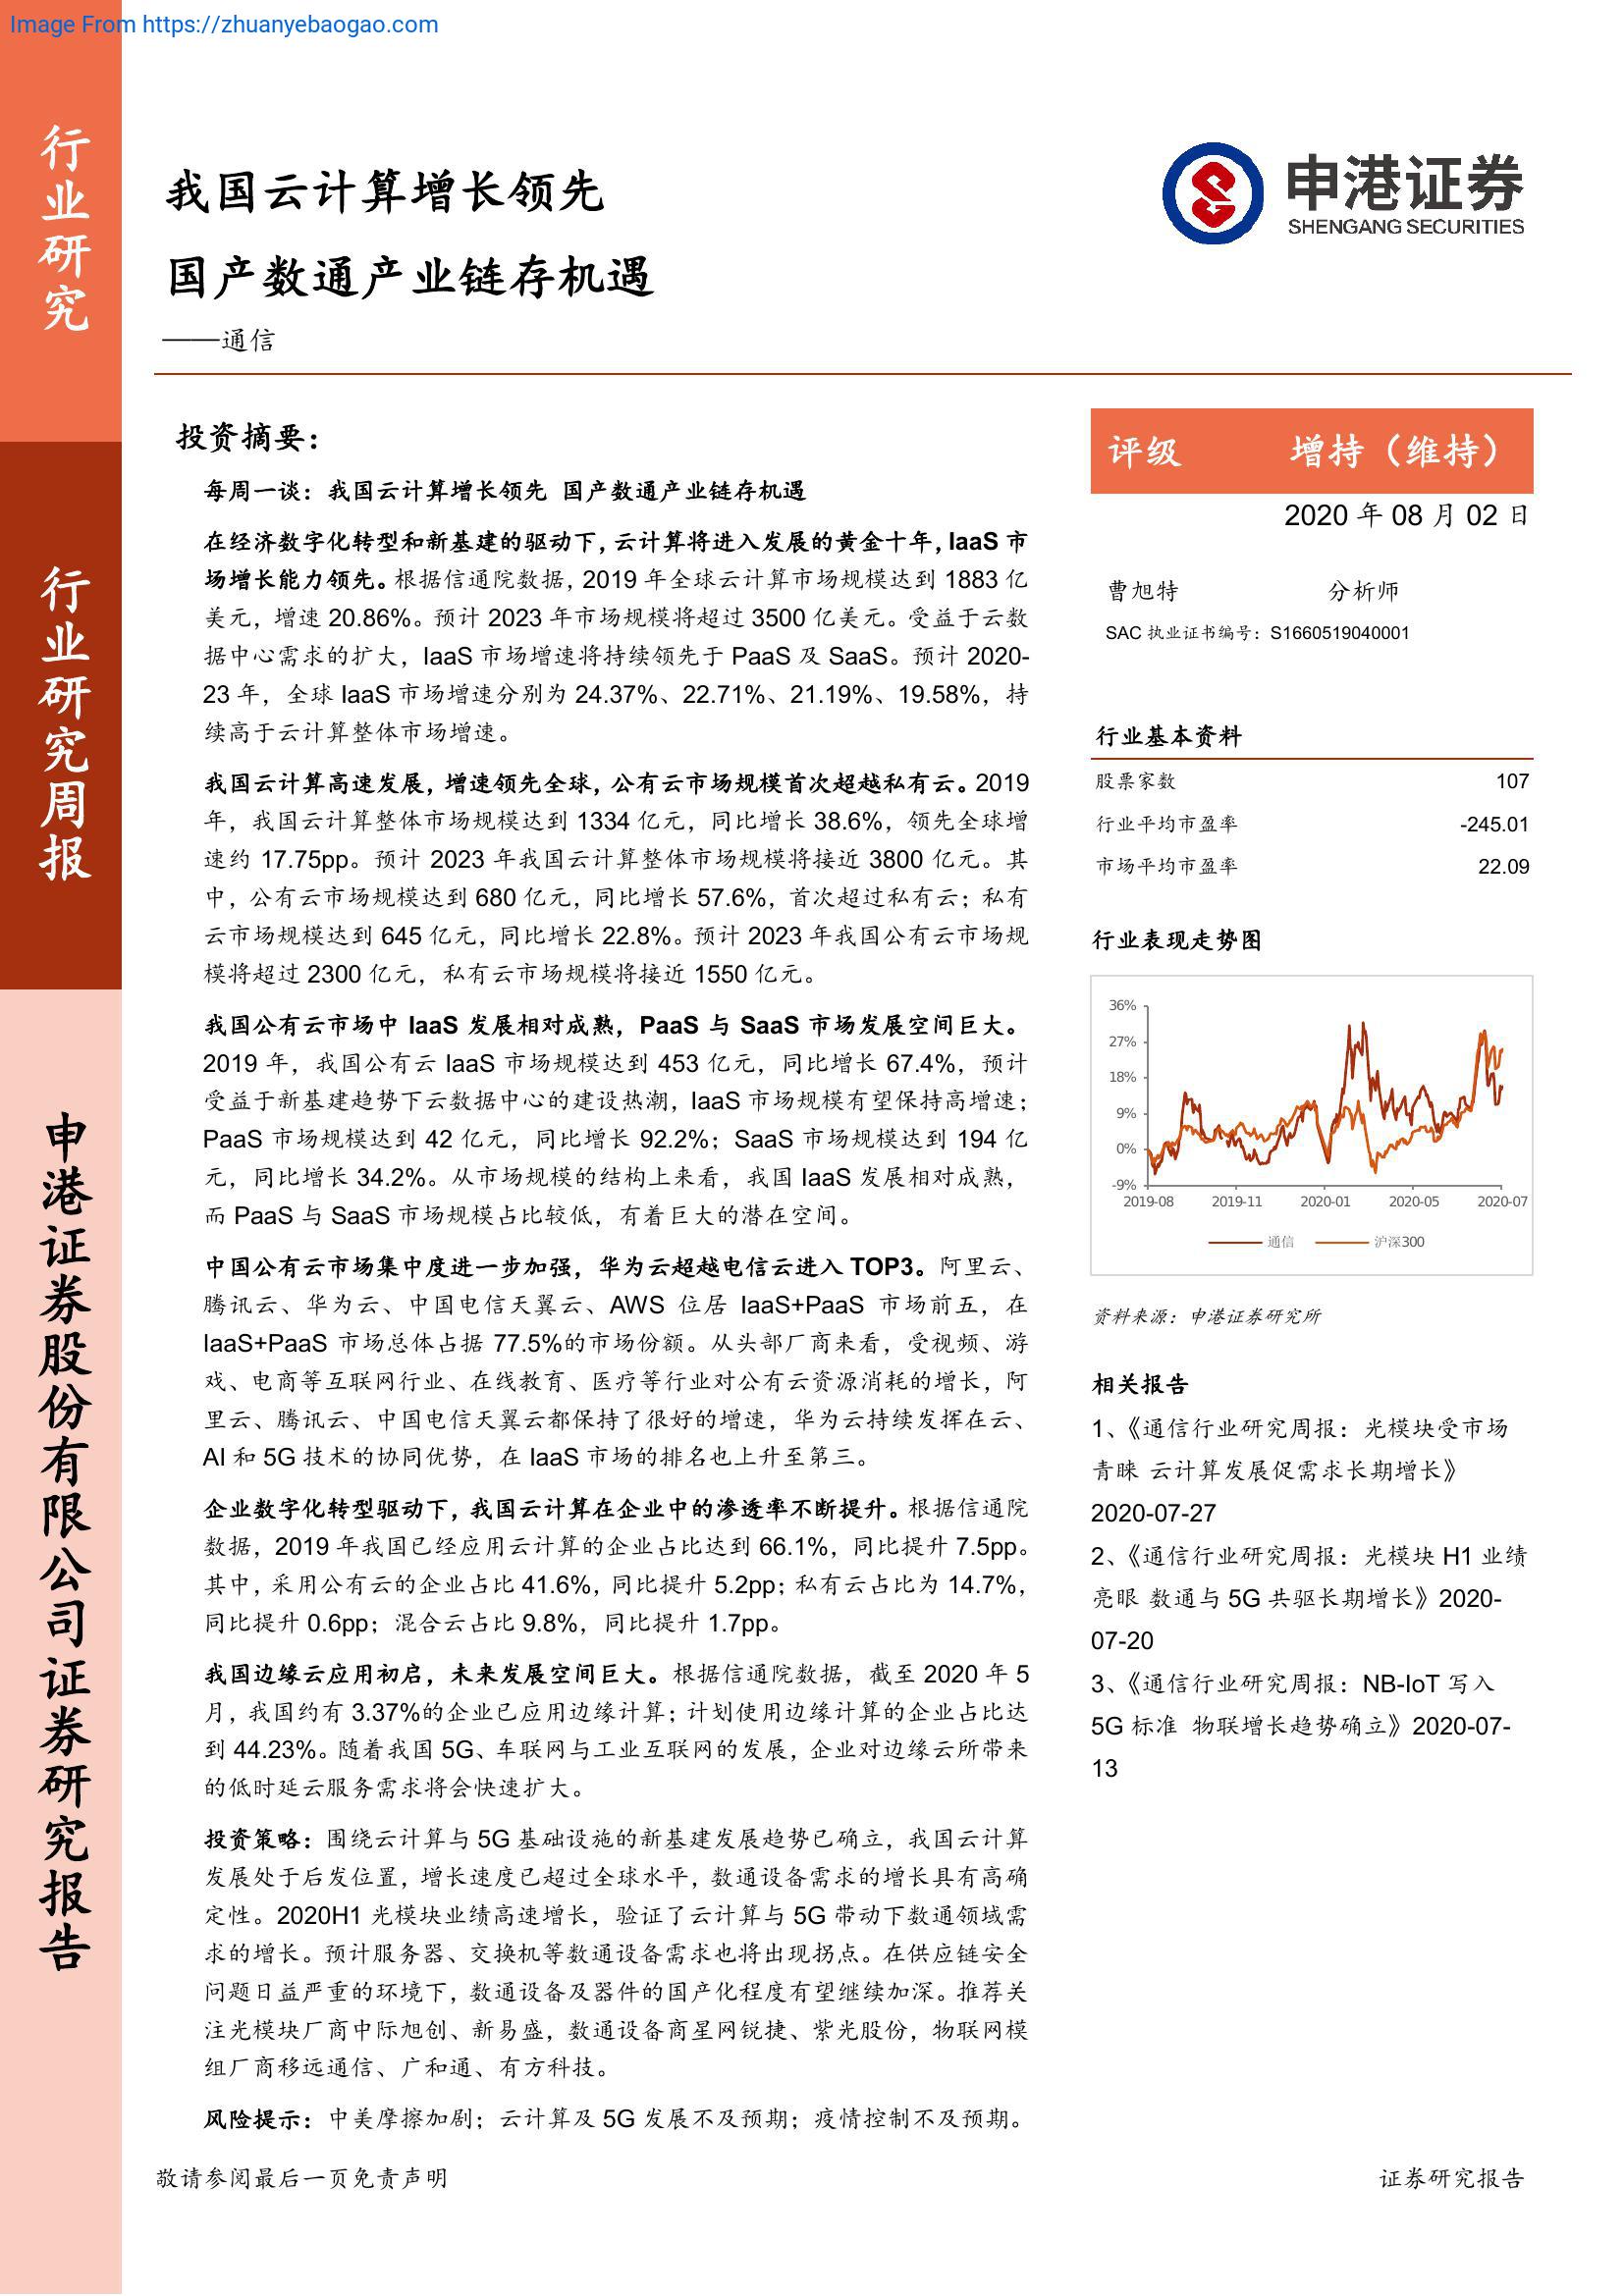 Image From https://zhuanyebaogao.com
行业研究
行业研究周报
申港证券股份有限公司证券研究报告
我国云计算增长领先
国产数通产业链存机遇
——通信
申港证券
SHENGANG SECURITIES
投资摘要：
每周一谈：我国云计算增长领先 国产数通产业链存机遇
在经济数字化转型和新基建的驱动下，云计算将进入发展的黄金十年，IaaS 市
场增长能力领先。根据信通院数据，2019 年全球云计算市场规模达到 1883 亿
美元，增速 20.86%。预计 2023 年市场规模将超过 3500 亿美元。受益于云数
据中心需求的扩大，IaaS 市场增速将持续领先于 PaaS 及 SaaS。预计 2020-
23 年，全球 IaaS 市场增速分别为 24.37%、22.71%、21.19%、19.58%，持
续高于云计算整体市场增速。
我国云计算高速发展，增速领先全球，公有云市场规模首次超越私有云。2019
年，我国云计算整体市场规模达到 1334 亿元，同比增长 38.6%，领先全球增
速约 17.75pp。预计 2023 年我国云计算整体市场规模将接近 3800 亿元。其
中，公有云市场规模达到 680 亿元，同比增长 57.6%，首次超过私有云；私有
云市场规模达到 645 亿元，同比增长 22.8%。预计 2023 年我国公有云市场规
模将超过 2300 亿元，私有云市场规模将接近 1550 亿元。
我国公有云市场中 IaaS 发展相对成熟，PaaS 与 SaaS 市场发展空间巨大。
2019 年，我国公有云 IaaS 市场规模达到 453 亿元，同比增长 67.4%，预计
受益于新基建趋势下云数据中心的建设热潮，IaaS 市场规模有望保持高增速；
PaaS 市场规模达到 42 亿元，同比增长 92.2%；SaaS 市场规模达到 194 亿
元，同比增长 34.2%。从市场规模的结构上来看，我国 IaaS 发展相对成熟，
而 PaaS 与 SaaS 市场规模占比较低，有着巨大的潜在空间。
中国公有云市场集中度进一步加强，华为云超越电信云进入 TOP3。阿里云、
腾讯云、华为云、中国电信天翼云、AWS 位居 IaaS+PaaS 市场前五，在
IaaS+PaaS 市场总体占据 77.5%的市场份额。从头部厂商来看，受视频、游
戏、电商等互联网行业、在线教育、医疗等行业对公有云资源消耗的增长，阿
里云、腾讯云、中国电信天翼云都保持了很好的增速，华为云持续发挥在云、
AI 和 5G 技术的协同优势，在 IaaS 市场的排名也上升至第三。
企业数字化转型驱动下，我国云计算在企业中的渗透率不断提升。根据信通院
数据，2019 年我国已经应用云计算的企业占比达到 66.1%，同比提升 7.5pp。
其中，采用公有云的企业占比 41.6%，同比提升 5.2pp；私有云占比为 14.7%，
同比提升 0.6pp；混合云占比 9.8%，同比提升 1.7pp。
我国边缘云应用初启，未来发展空间巨大。根据信通院数据，截至 2020 年 5
月，我国约有 3.37%的企业已应用边缘计算；计划使用边缘计算的企业占比达
到 44.23%。随着我国 5G、车联网与工业互联网的发展，企业对边缘云所带来
的低时延云服务需求将会快速扩大。
投资策略：围绕云计算与 5G 基础设施的新基建发展趋势已确立，我国云计算
发展处于后发位置，增长速度已超过全球水平，数通设备需求的增长具有高确
定性。2020H1 光模块业绩高速增长，验证了云计算与 5G 带动下数通领域需
求的增长。预计服务器、交换机等数通设备需求也将出现拐点。在供应链安全
问题日益严重的环境下，数通设备及器件的国产化程度有望继续加深。推荐关
注光模块厂商中际旭创、新易盛，数通设备商星网锐捷、紫光股份，物联网模
组厂商移远通信、广和通、有方科技。
风险提示：中美摩擦加剧；云计算及 5G 发展不及预期；疫情控制不及预期。
评级 增持（维持）
2020 年 08 月 02 日
曹旭特 分析师
SAC 执业证书编号：S1660519040001
行业基本资料
股票家数 107
行业平均市盈率 -245.01
市场平均市盈率 22.09
行业表现走势图
36%
27%
18%
9%
0%
-9%
2019-08 2019-11 2020-01 2020-05 2020-07
通信 沪深300
资料来源：申港证券研究所
相关报告
1、《通信行业研究周报：光模块受市场
青睐 云计算发展促需求长期增长》
2020-07-27
2、《通信行业研究周报：光模块 H1 业绩
亮眼 数通与 5G 共驱长期增长》2020-
07-20
3、《通信行业研究周报：NB-IoT 写入
5G 标准 物联增长趋势确立》2020-07-
13
敬请参阅最后一页免责声明
证券研究报告